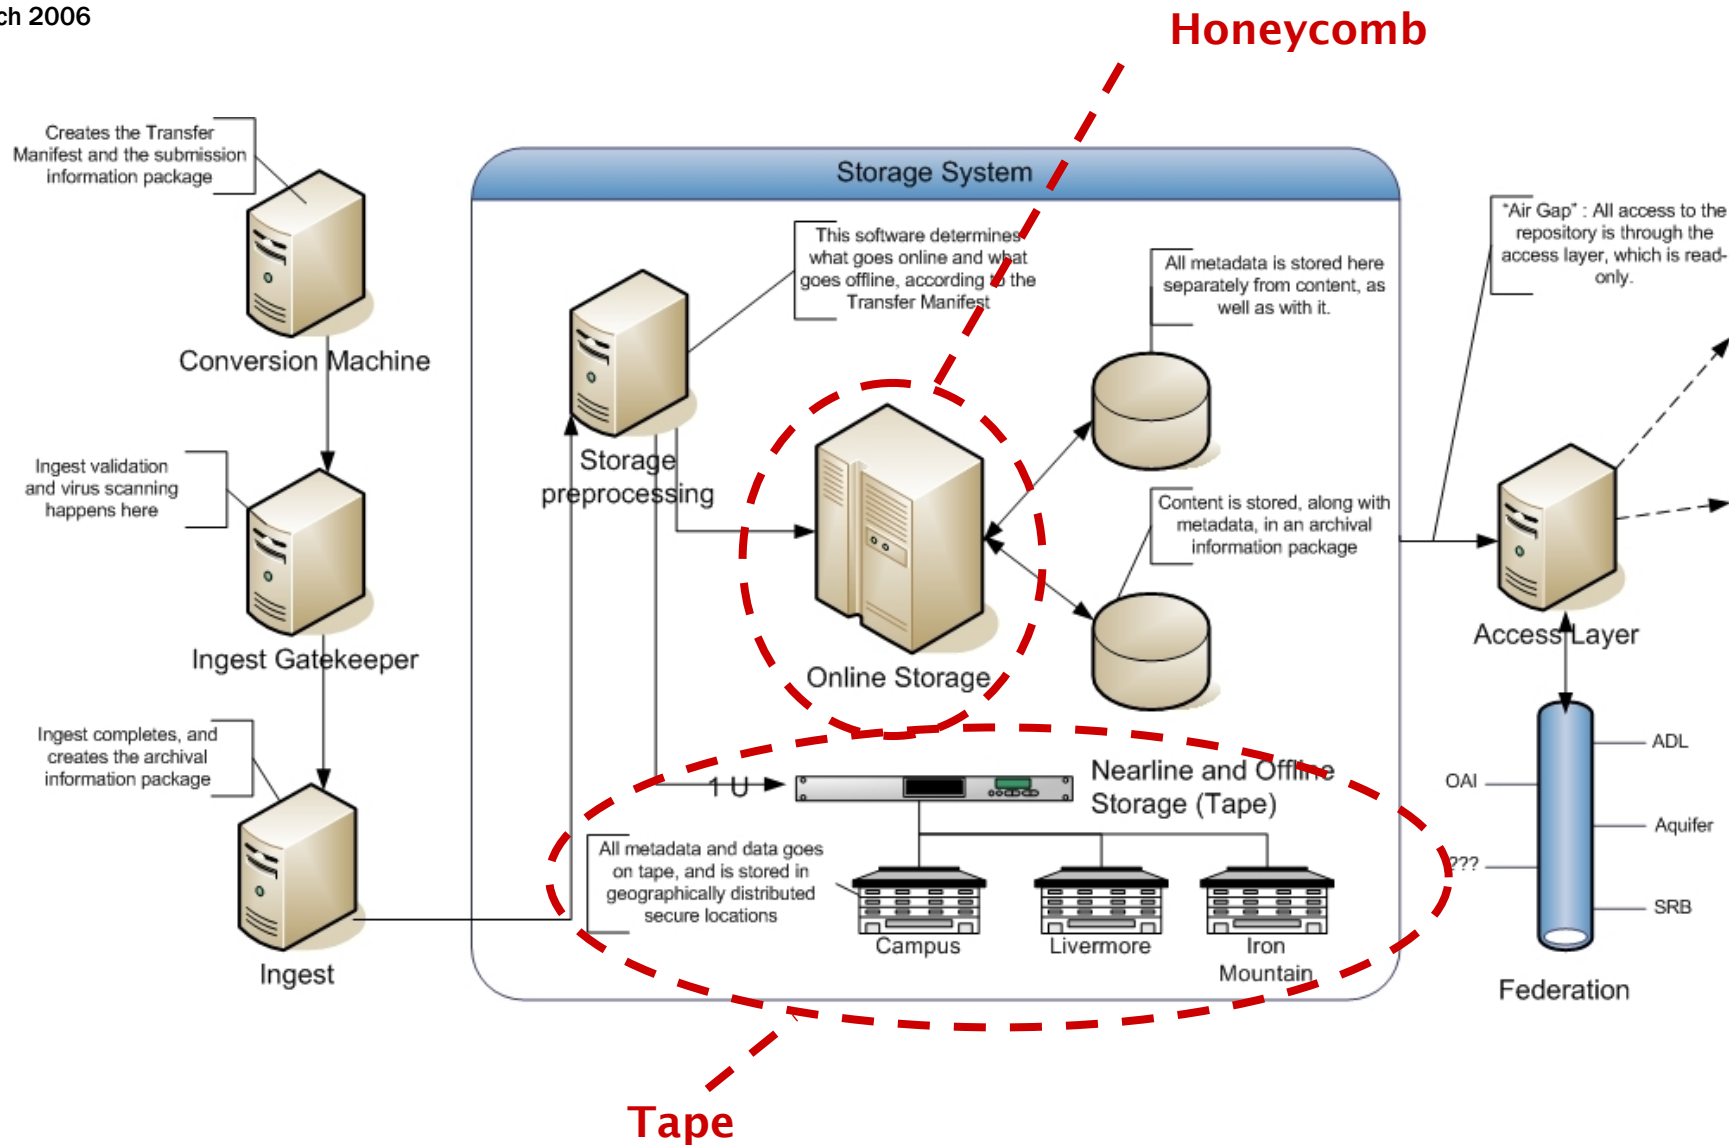 ch 2006
Honeycomb
Creates the Transfer
Manifest and the submission
information package
Conversion Machine
Ingest validation
and virus scanning
happens here
Ingest Gatekeeper
Ingest completes, and
creates the archival
information package
Ingest
Storage System
This software determines
what goes online and what
goes offline, according to the
Transfer Manifest
Storage
preprocessing
Online Storage
All metadata is stored here
separately from content, as
well as with it.
Content is stored, along with
metadata, in an archival
information package
1 U
Nearline and Offline
Storage (Tape)
All metadata and data goes
on tape, and is stored in
geographically distributed
secure locations
Campus
Livermore
Iron
Mountain
"Air Gap" : All access to the
repository is through the
access layer, which is read-
only.
Access Layer
ADL
OAI
Aquifer
???
SRB
Federation
Tape